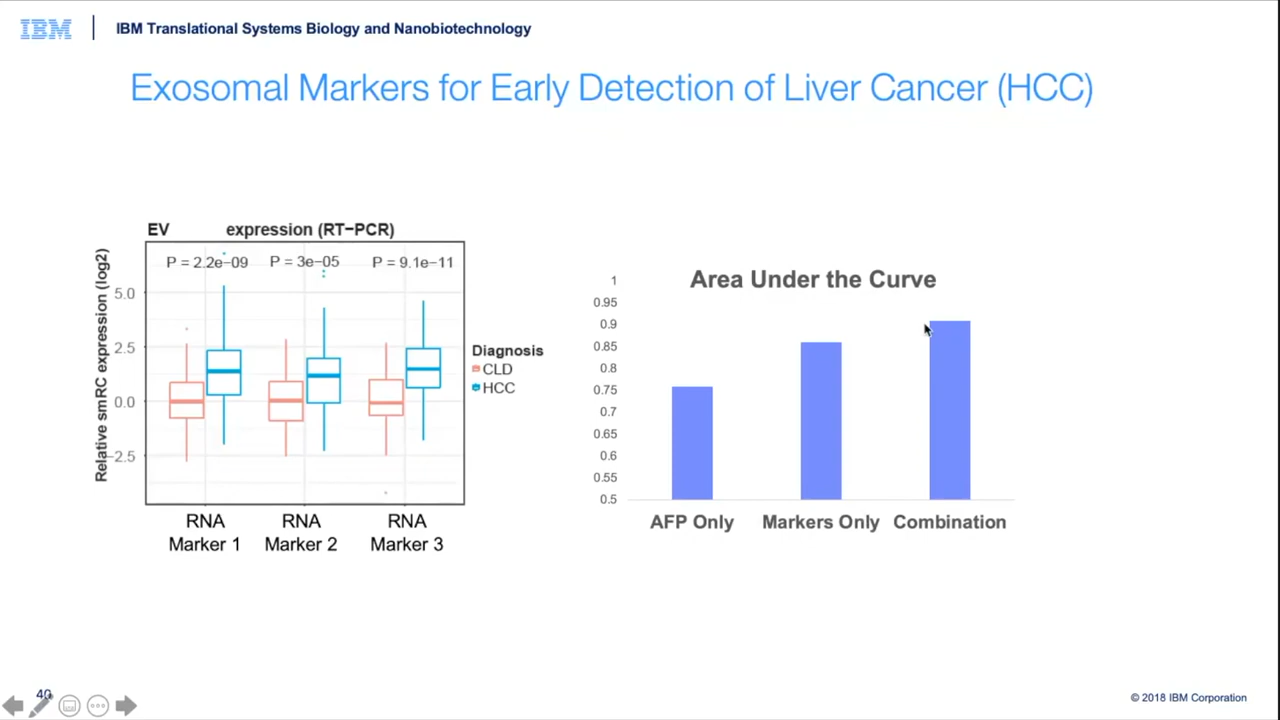 IBM
IBM Translational Systems Biology and Nanobiotechnology
Exosomal Markers for Early Detection of Liver Cancer (HCC)
EV expression (RT-PCR)
P = 2.2e-09 P = 3e-05 P = 9.1e-11
Relative smRC expression (log2)
5.0
2.5
0.0
-2.5
RNA Marker 1
RNA Marker 2
RNA Marker 3
Diagnosis
CLD
HCC
Area Under the Curve
1
0.95
0.9
0.85
0.8
0.75
0.7
0.65
0.6
0.55
0.5
AFP Only Markers Only Combination
40
© 2018 IBM Corporation